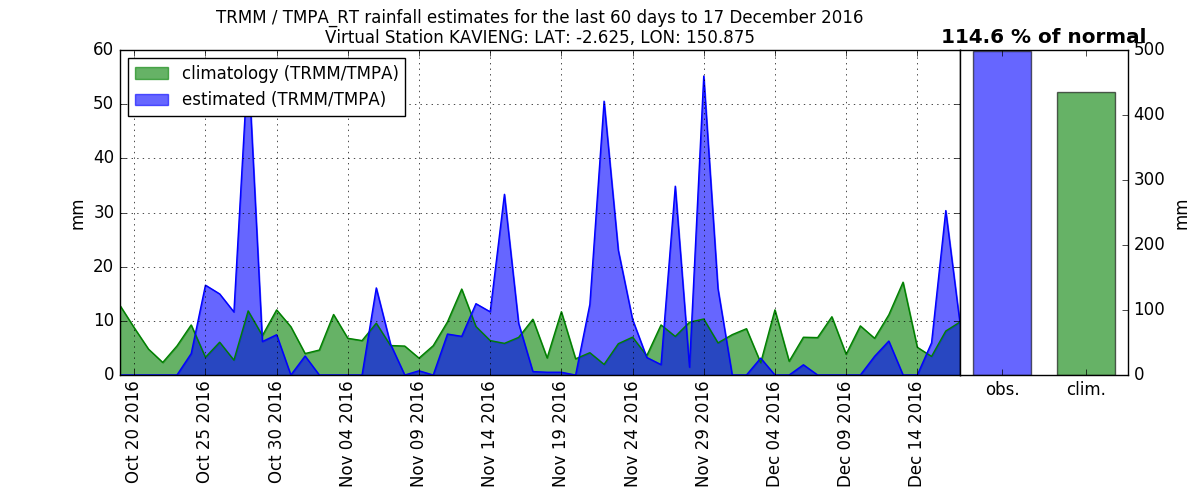 TRMM / TMPA_RT rainfall estimates for the last 60 days to 17 December 2016
Virtual Station KAVIENG: LAT: -2.625, LON: 150.875
114.6 % of normal
climatology (TRMM/TMPA)
estimated (TRMM/TMPA)
60
50
40
30
20
10
0
mm
500
400
300
200
100
0
mm
obs.
clim.
Oct 20 2016
Oct 25 2016
Oct 30 2016
Nov 04 2016
Nov 09 2016
Nov 14 2016
Nov 19 2016
Nov 24 2016
Nov 29 2016
Dec 04 2016
Dec 09 2016
Dec 14 2016